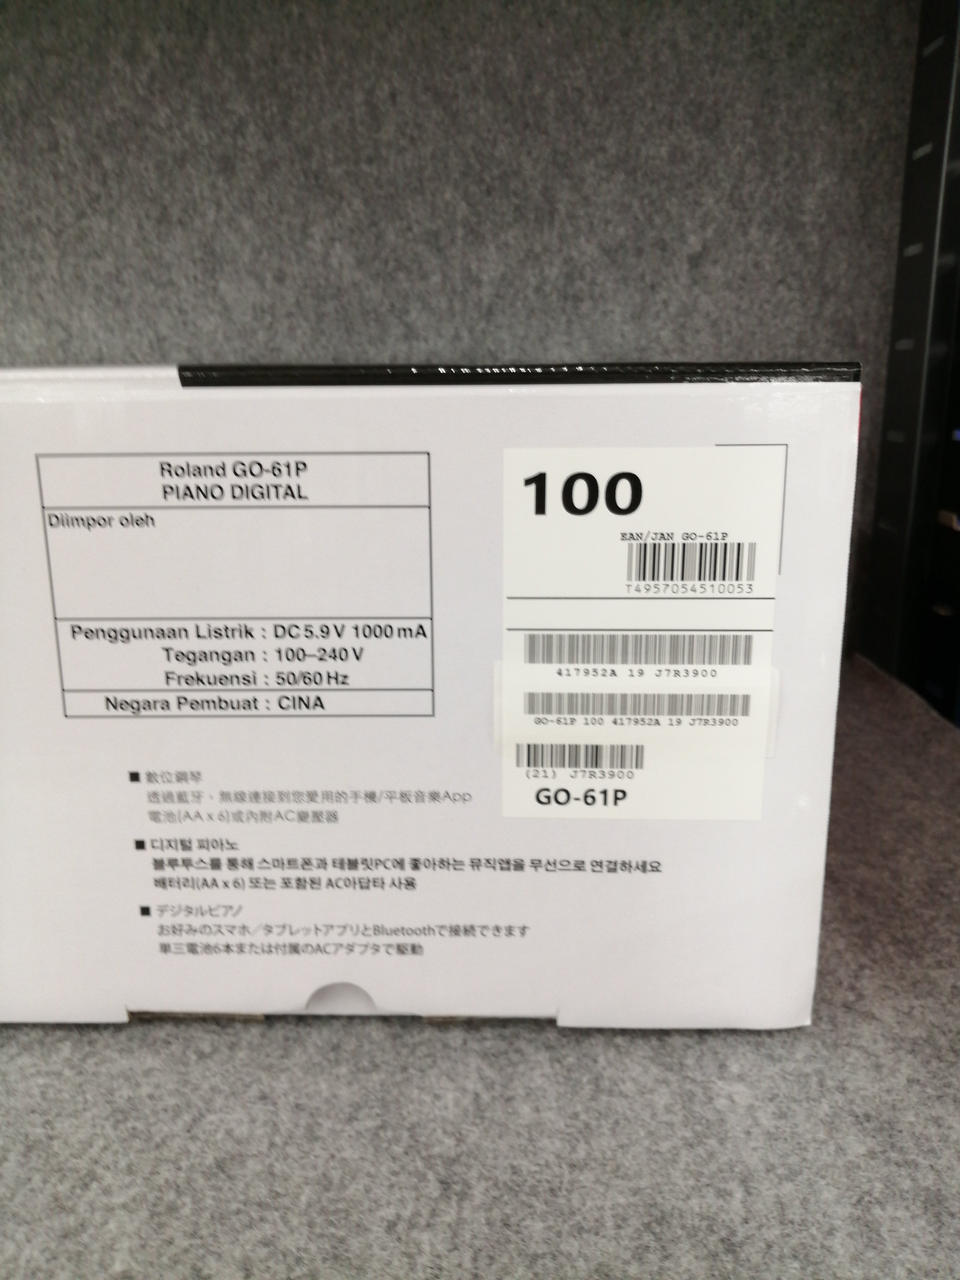 Roland GO-61P
PIANO DIGITAL
Diimpor oleh
Penggunaan Listrik : DC 5.9 V 1000 mA
Tegangan : 100–240 V
Frekuensi : 50/60 Hz
Negara Pembuat : CINA
100
EAN/JAN GO-61P
T4957054510053
417952A 19 J7R3900
GO-61P 100 417952A 19 J7R3900
(21) J7R3900
GO-61P
■ 數位鋼琴
透過藍牙、無線連接到您愛用的手機/平板音樂App
電池(AA x 6)或內附AC變壓器
■ 디지털 피아노
블루투스를 통해 스마트폰과 태블릿PC에 좋아하는 뮤직앱을 무선으로 연결하세요
배터리(AA x 6) 또는 포함된 AC아답타 사용
■ デジタルピアノ
お好みのスマホ／タブレットアプリとBluetoothで接続できます
単三電池6本または付属のACアダプタで駆動